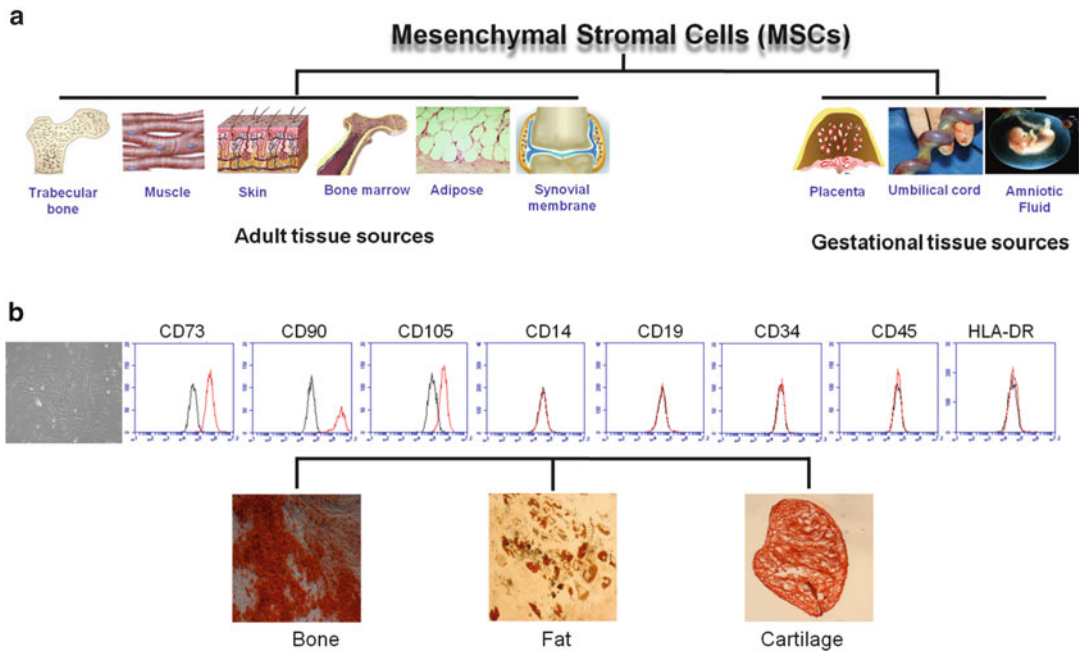 a
Mesenchymal Stromal Cells (MSCs)
Trabecular
bone
Muscle
Skin
Bone marrow
Adipose
Synovial
membrane
Adult tissue sources
Placenta
Umbilical cord
Amniotic
Fluid
Gestational tissue sources
b
CD73
CD90
CD105
CD14
CD19
CD34
CD45
HLA-DR
Bone
Fat
Cartilage